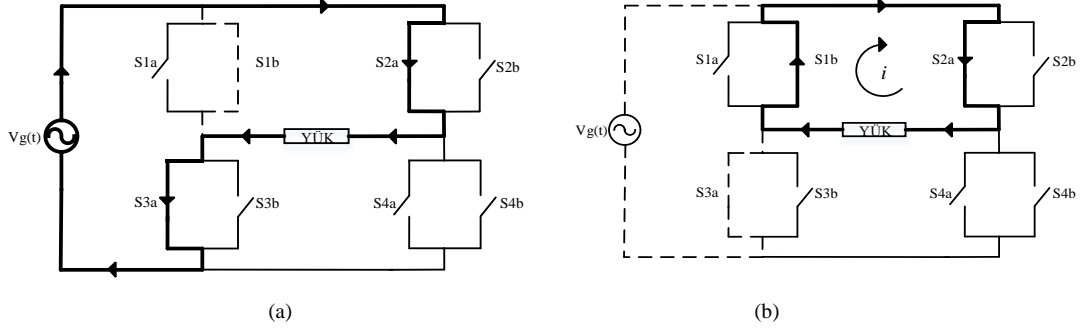 S1a
S1b
S2a
S2b
Vg(t)
YÜK
S3a
S3b
S4a
S4b
(a)
S1a
S1b
i
S2a
S2b
Vg(t)
YÜK
S3a
S3b
S4a
S4b
(b)